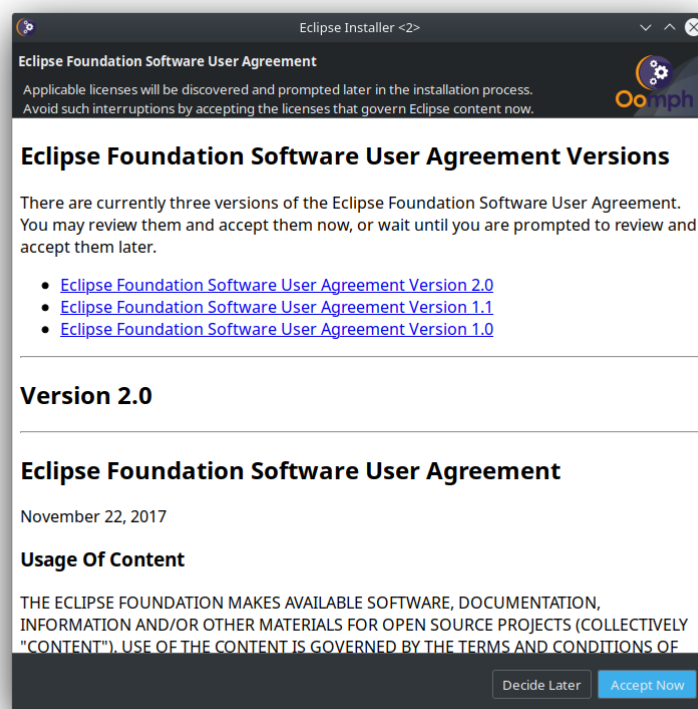 Eclipse Installer <2>
Eclipse Foundation Software User Agreement
Applicable licenses will be discovered and prompted later in the installation process.
Avoid such interruptions by accepting the licenses that govern Eclipse content now.
Oomph
Eclipse Foundation Software User Agreement Versions
There are currently three versions of the Eclipse Foundation Software User Agreement.
You may review them and accept them now, or wait until you are prompted to review and
accept them later.
• Eclipse Foundation Software User Agreement Version 2.0
• Eclipse Foundation Software User Agreement Version 1.1
• Eclipse Foundation Software User Agreement Version 1.0
Version 2.0
Eclipse Foundation Software User Agreement
November 22, 2017
Usage Of Content
THE ECLIPSE FOUNDATION MAKES AVAILABLE SOFTWARE, DOCUMENTATION,
INFORMATION AND/OR OTHER MATERIALS FOR OPEN SOURCE PROJECTS (COLLECTIVELY
"CONTENT"). USE OF THE CONTENT IS GOVERNED BY THE TERMS AND CONDITIONS OF
Decide Later
Accept Now